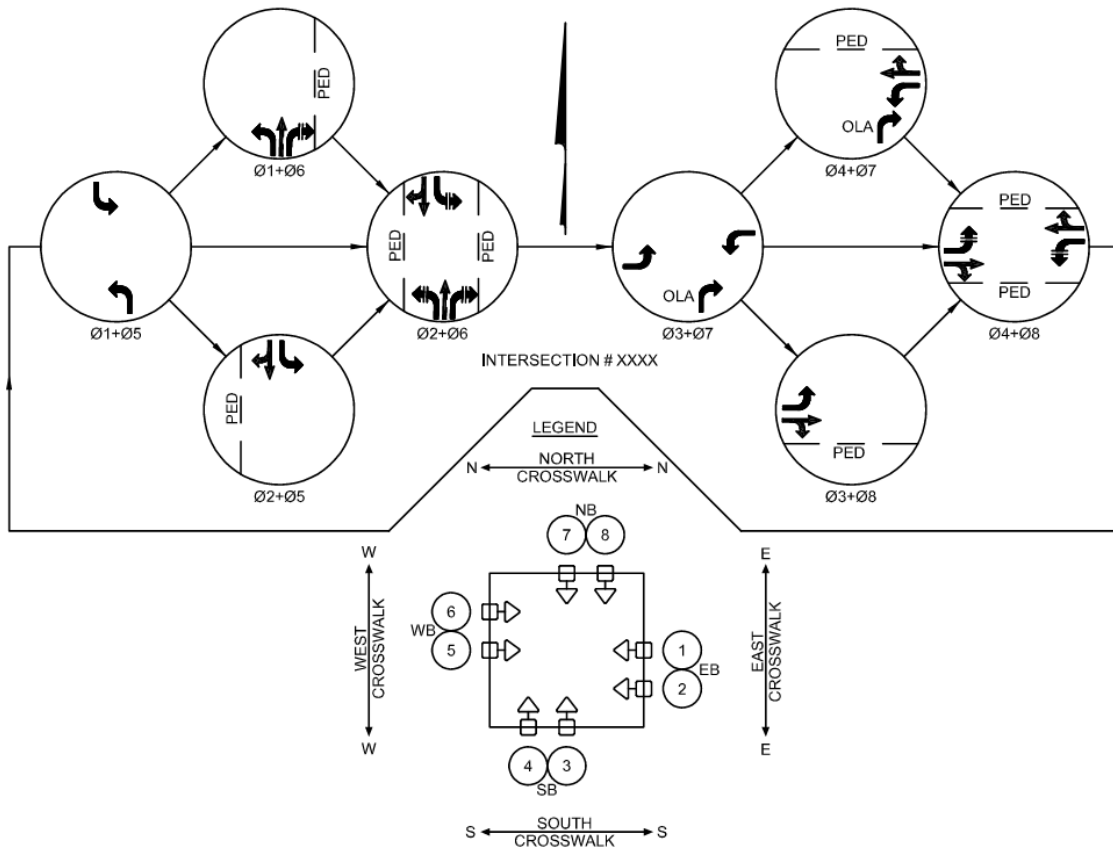 PED
Ø1+Ø6
PED
OLA
Ø4+Ø7
Ø1+Ø5
PED
PED
Ø2+Ø6
OLA
Ø3+Ø7
PED
PED
Ø4+Ø8
PED
Ø2+Ø5
INTERSECTION # XXXX
PED
Ø3+Ø8
LEGEND
N NORTH N
CROSSWALK
NB
7 8
W
E
6
WB
5
WEST
CROSSWALK
1
EB
2
EAST
CROSSWALK
W
E
4 3
SB
S SOUTH S
CROSSWALK